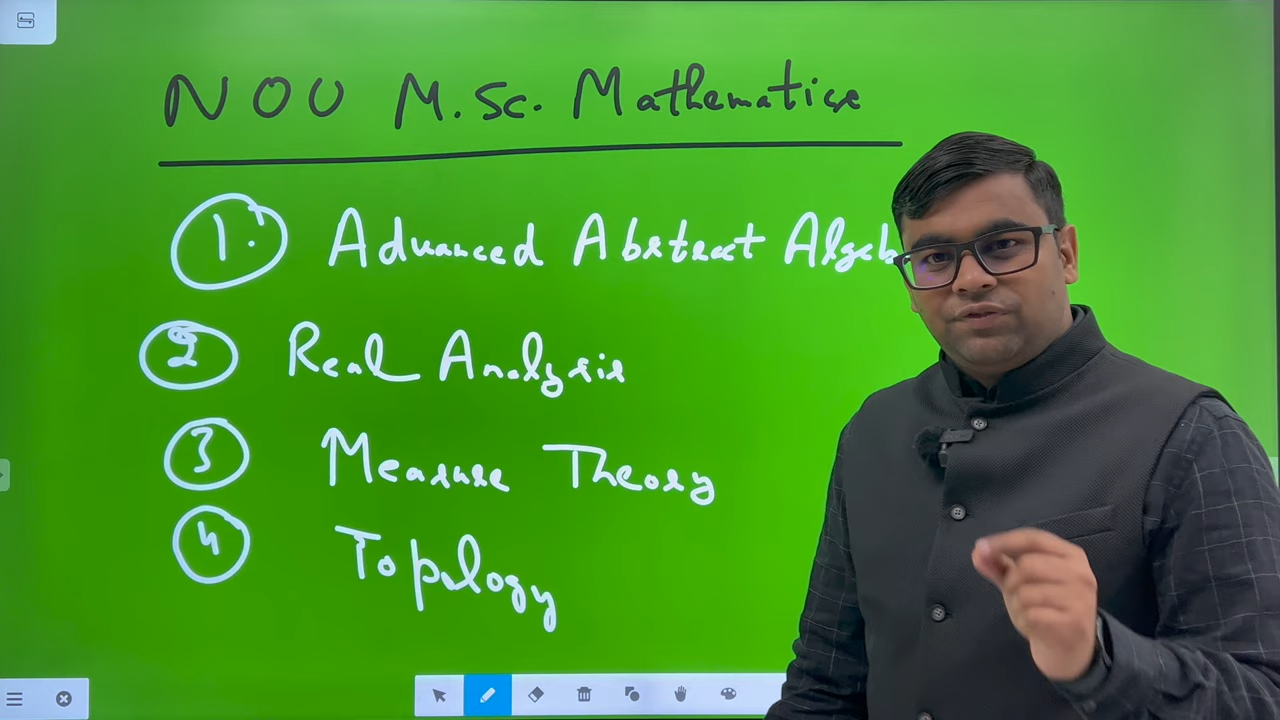 NOU M.Sc. Mathematics
1. Advanced Abstract Algeb
2 Real Analysis
3 Measure Theory
4 Topology